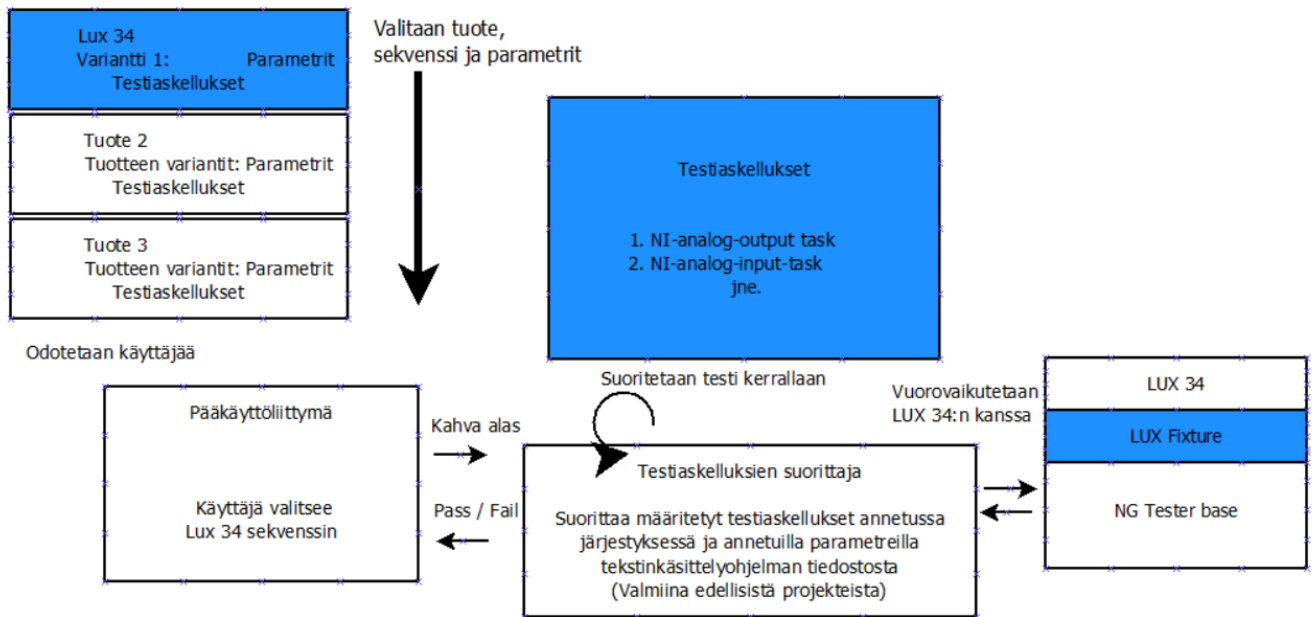 Lux 34
Variantti 1: Parametrit
Testiaskellukset
Tuote 2
Tuotteen variantit: Parametrit
Testiaskellukset
Tuote 3
Tuotteen variantit: Parametrit
Testiaskellukset
Valitaan tuote,
sekvenssi ja parametrit
Testiaskellukset
1. NI-analog-output task
2. NI-analog-input-task
jne.
Odotetaan käyttäjää
Pääkäyttöliittymä
Käyttäjä valitsee
Lux 34 sekvenssin
Kahva alas
Pass / Fail
Suoritetaan testi kerrallaan
Testiaskelluksien suorittaja
Suorittaa määritetyt testiaskellukset annetussa
järjestyksessä ja annetuilla parametreilla
tekstinkäsittelyohjelman tiedostosta
(Valmiina edellisistä projekteista)
Vuorovaikutetaan
LUX 34:n kanssa
LUX 34
LUX Fixture
NG Tester base